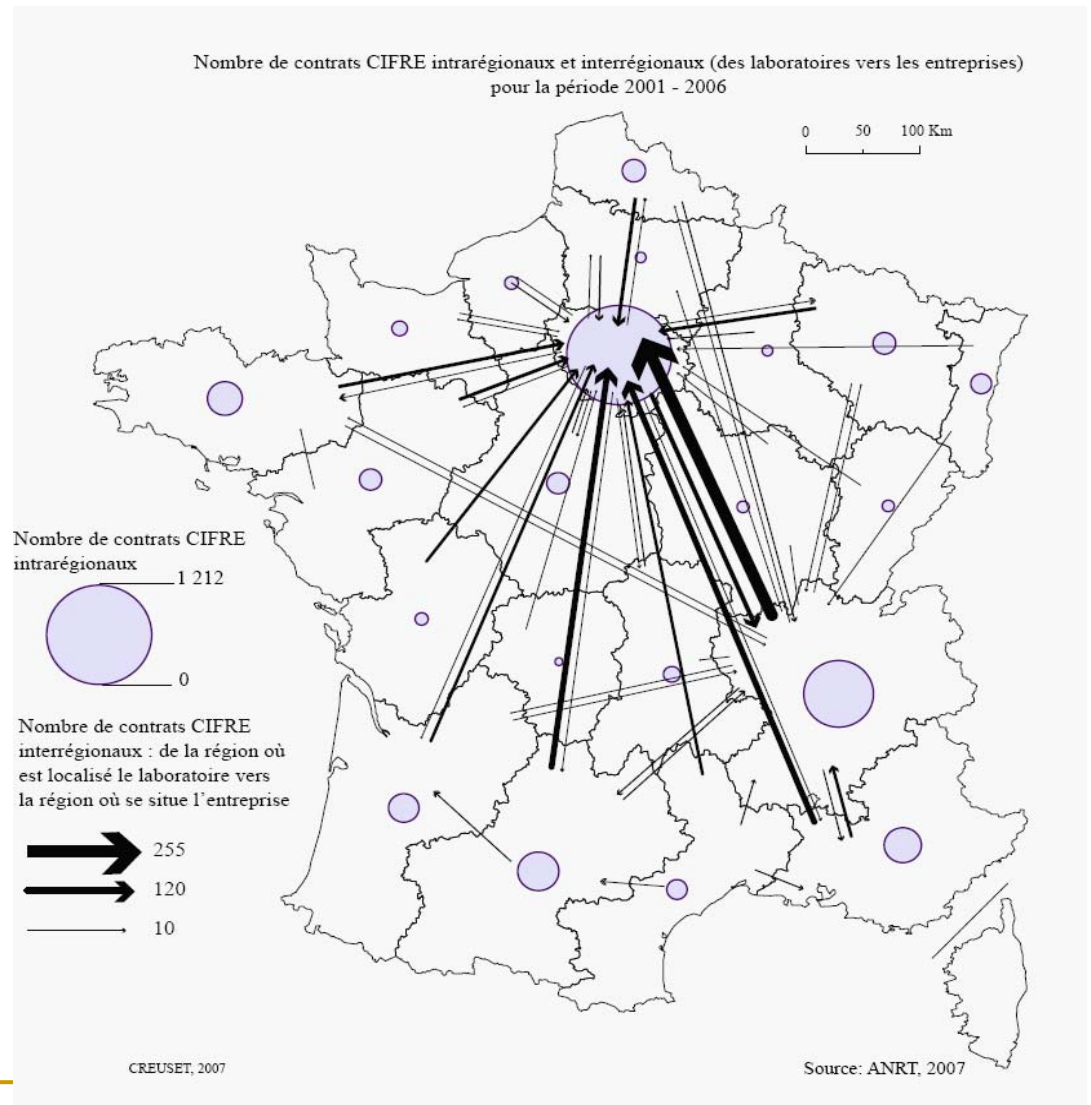 Nombre de contrats CIFRE intrarégionaux et interrégionaux (des laboratoires vers les entreprises)
pour la période 2001 - 2006
0 50 100 Km
Nombre de contrats CIFRE
intrarégionaux
1 212
0
Nombre de contrats CIFRE
interrégionaux : de la région où
est localisé le laboratoire vers
la région où se situe l'entreprise
255
120
10
CREUSET, 2007
Source: ANRT, 2007